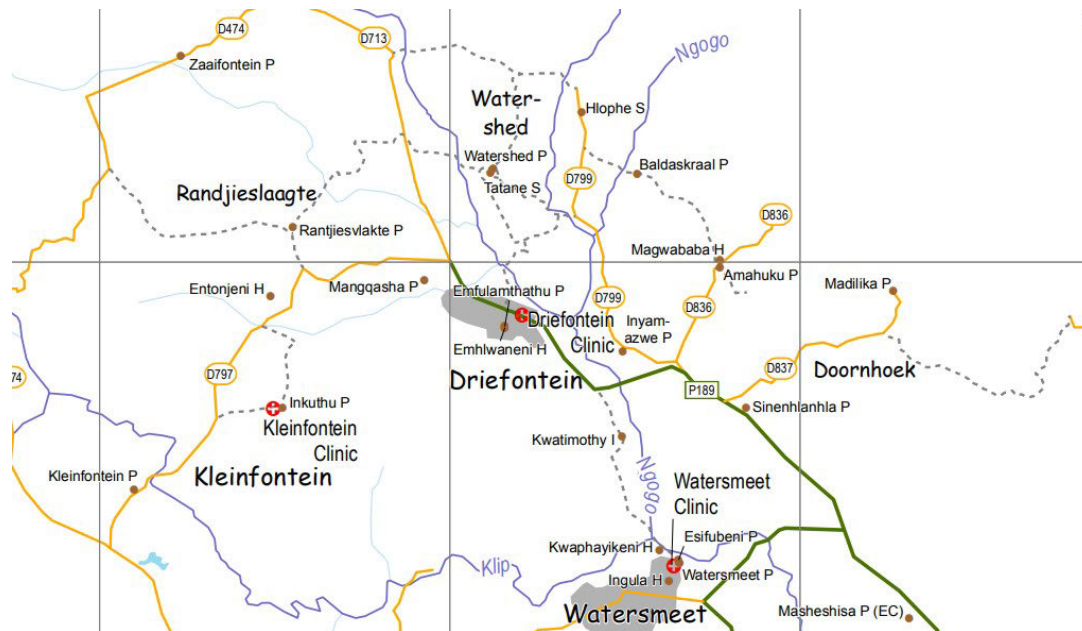 D474
D713
Ngogo
Zaaifontein P
Ngogo
Water-
shed
Hlophe S
Watershed P
Tatane S
Baldaskraal P
D799
Randjieslaagte
D836
Rantjiesvlakte P
Magwababa H
Amahuku P
Entonjeni H
Mangqasha P
Emfulamthathu P
D799
D836
Madilika P
Driefontein
Clinic
Inyam-
azwe P
Emhlwaneni H
D797
74
Driefontein
P189
D837
Doornhoek
Inkuthu P
Sinenhlanhla P
Kleinfontein
Clinic
Kwatimothy I
Kleinfontein P
Kleinfontein
Ngogo
Watersmeet
Clinic
Kwaphayikeni H
Esifubeni P
Klip
Ingula H
Watersmeet P
Watersmeet
Masheshisa P (EC)